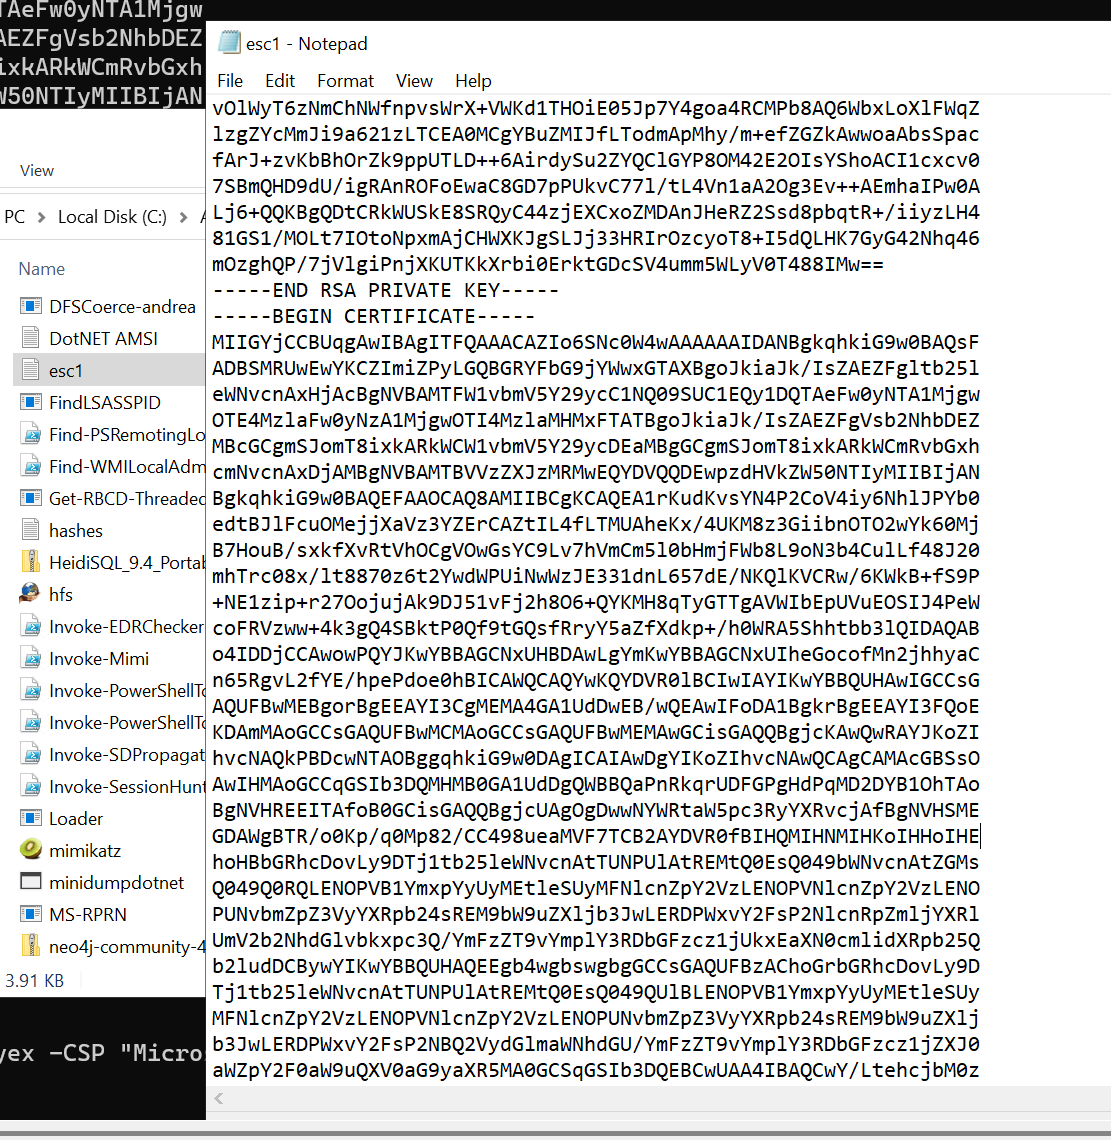 TAeFw0yNTA1Mjgw
AEZFgVsb2NhbDEZ
ixkARkWCmRvbGxh
W50NTIyMIIBIjAN
esc1 - Notepad
File Edit Format View Help
vOlWyT6zNmChNWfnpvsWrX+VWKd1THOiE05Jp7Y4goa4RCMPb8AQ6WbxLoXlFWqZ
lzgZYcMmJi9a621zLTCEA0MCgYBuZMIJfLTodmApMhy/m+efZGZkAwwoaAbsSpac
fArJ+zvKbBhOrZk9ppUTLD++6AirdySu2ZYQClGYP8OM42E2OIsYShoACI1cxcv0
7SBmQHD9dU/igRAnROFoEwaC8GD7pPUkvC77l/tL4Vn1aA2Og3Ev++AEmhaIPw0A
Lj6+QQKBgQDtCRkWUSkE8SRQyC44zjEXCxoZMDAnJHeRZ2Ssd8pbqtR+/iiyzLH4
81GS1/MOLt7IOtoNpxmAjCHWXKJgSLJj33HRIrOzcyoT8+I5dQLHK7GyG42Nhq46
mOzghQP/7jVlgiPnjXKUTKkXrbi0ErktGDcSV4umm5WLyV0T488IMw==
-----END RSA PRIVATE KEY-----
-----BEGIN CERTIFICATE-----
MIIGYjCCBUqgAwIBAgITFQAAACAZIo6SNc0W4wAAAAAAIDANBgkqhkiG9w0BAQsF
ADBSMRUwEwYKCZImiZPyLGQBGRYFbG9jYWwxGTAXBgoJkiaJk/IsZAEZFgltb25l
eWNvcnAxHjAcBgNVBAMTFW1vbmV5Y29ycC1NQ09SUC1EQy1DQTAeFw0yNTA1Mjgw
OTE4MzlaFw0yNzA1MjgwOTI4MzlaMHMxFTATBgoJkiaJk/IsZAEZFgVsb2NhbDEZ
MBcGCgmSJomT8ixkARkWCW1vbmV5Y29ycDEaMBgGCgmSJomT8ixkARkWCmRvbGxh
cmNvcnAxDjAMBgNVBAMTBVVzZXJzMRMwEQYDVQQDEwpzdHVkZW50NTIyMIIBIjAN
BgkqhkiG9w0BAQEFAAOCAQ8AMIIBCgKCAQEA1rKudKvsYN4P2CoV4iy6NhlJPYb0
edtBJlFcuOMejjXaVz3YZErCAZtIL4fLTMUAheKx/4UKM8z3GiibnOTO2wYk60Mj
B7HouB/sxkfXvRtVhOCgVOwGsYC9Lv7hVmCm5l0bHmjFWb8L9oN3b4CulLf48J20
mhTrc08x/lt8870z6t2YwdWPUiNwWzJE331dnL657dE/NKQlKVCRw/6KWkB+fS9P
+NE1zip+r27OojujAk9DJ51vFj2h8O6+QYKMH8qTyGTTgAVWIbEpUVuEOSIJ4PeW
coFRVzww+4k3gQ4SBktP0Qf9tGQsfRryY5aZfXdkp+/h0WRA5Shhtbb3lQIDAQAB
o4IDDjCCAwowPQYJKwYBBAGCNxUHBDAwLgYmKwYBBAGCNxUIheGocofMn2jhhyaC
n65RgvL2fYE/hpePdoe0hBICAWQCAQYwKQYDVR0lBCIwIAYIKwYBBQUHAwIGCCsG
AQUFBwMEBgorBgEEAYI3CgMEMA4GA1UdDwEB/wQEAwIFoDA1BgkrBgEEAYI3FQoE
KDAmMAoGCCsGAQUFBwMCMAoGCCsGAQUFBwMEMAwGCisGAQQBgjcKAwQwRAYJKoZI
hvcNAQkPBDcwNTAOBggqhkiG9w0DAgICAIAwDgYIKoZIhvcNAwQCAgCAMAcGBSsO
AwIHMAoGCCqGSIb3DQMHMB0GA1UdDgQWBBQaPnRkqrUDFGPgHdPqMD2DYB1OhTAo
BgNVHREEITAfoB0GCisGAQQBgjcUAgOgDwwNYWRtaW5pc3RyYXRvcjAfBgNVHSME
GDAWgBTR/o0Kp/q0Mp82/CC498ueaMVF7TCB2AYDVR0fBIHQMIHNMIHKoIHHoIHE
hoHBbGRhcDovLy9DTj1tb25leWNvcnAtTUNPUlAtREMtQ0EsQ049bWNvcnAtZGMs
Q049Q0RQLENOPVB1YmxpYyUyMEtleSUyMFNlcnZpY2VzLENOPVNlcnZpY2VzLENO
PUNvbmZpZ3VyYXRpb24sREM9bW9uZXljb3JwLERDPWxvY2FsP2NlcnRpZmljYXRl
UmV2b2NhdGlvbkxpc3Q/YmFzZT9vYmplY3RDbGFzcz1jUkxEaXN0cmlidXRpb25Q
b2ludDCBywYIKwYBBQUHAQEEgb4wgbswgbgGCCsGAQUFBzAChoGrbGRhcDovLy9D
Tj1tb25leWNvcnAtTUNPUlAtREMtQ0EsQ049QUlBLENOPVB1YmxpYyUyMEtleSUy
MFNlcnZpY2VzLENOPVNlcnZpY2VzLENOPUNvbmZpZ3VyYXRpb24sREM9bW9uZXlj
b3JwLERDPWxvY2FsP2NBQ2VydGlmaWNhdGU/YmFzZT9vYmplY3RDbGFzcz1jZXJ0
aWZpY2F0aW9uQXV0aG9yaXR5MA0GCSqGSIb3DQEBCwUAA4IBAQCwY/LtehcjbM0z
View
PC > Local Disk (C:) >
Name
DFSCoerce-andrea
DotNET AMSI
esc1
FindLSASSPID
Find-PSRemotingLo
Find-WMILocalAdm
Get-RBCD-Threaded
hashes
HeidiSQL_9.4_Portab
hfs
Invoke-EDRChecker
Invoke-Mimi
Invoke-PowerShellTc
Invoke-PowerShellTc
Invoke-SDPropagat
Invoke-SessionHunt
Loader
mimikatz
minidumpdotnet
MS-RPRN
neo4j-community-4
3.91 KB
yex -CSP "Micros